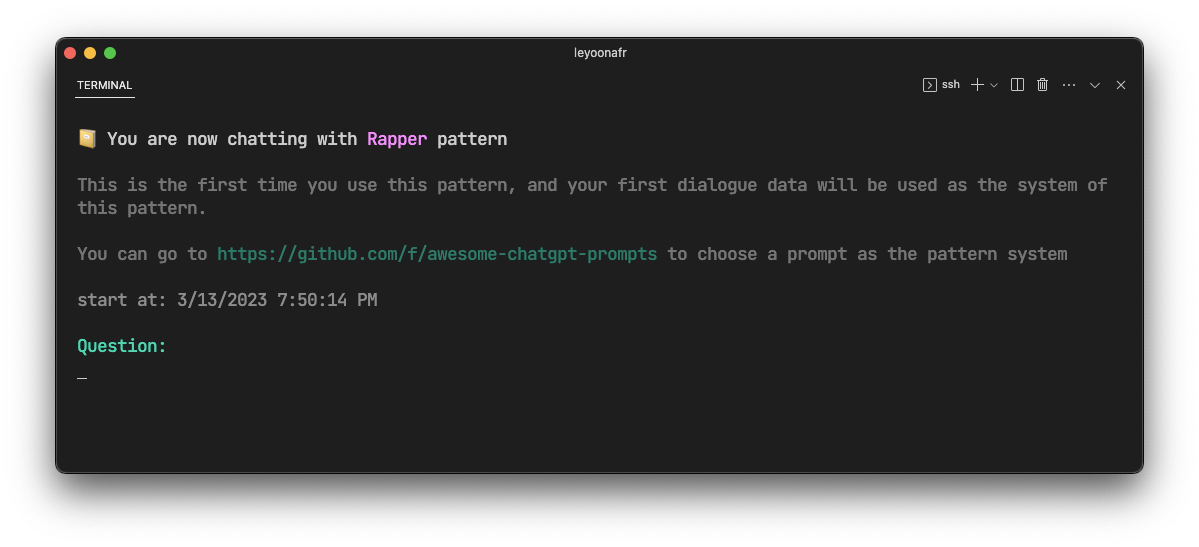 leyoonafr
TERMINAL
ssh
You are now chatting with Rapper pattern
This is the first time you use this pattern, and your first dialogue data will be used as the system of
this pattern.
You can go to https://github.com/f/awesome-chatgpt-prompts to choose a prompt as the pattern system
start at: 3/13/2023 7:50:14 PM
Question:
_